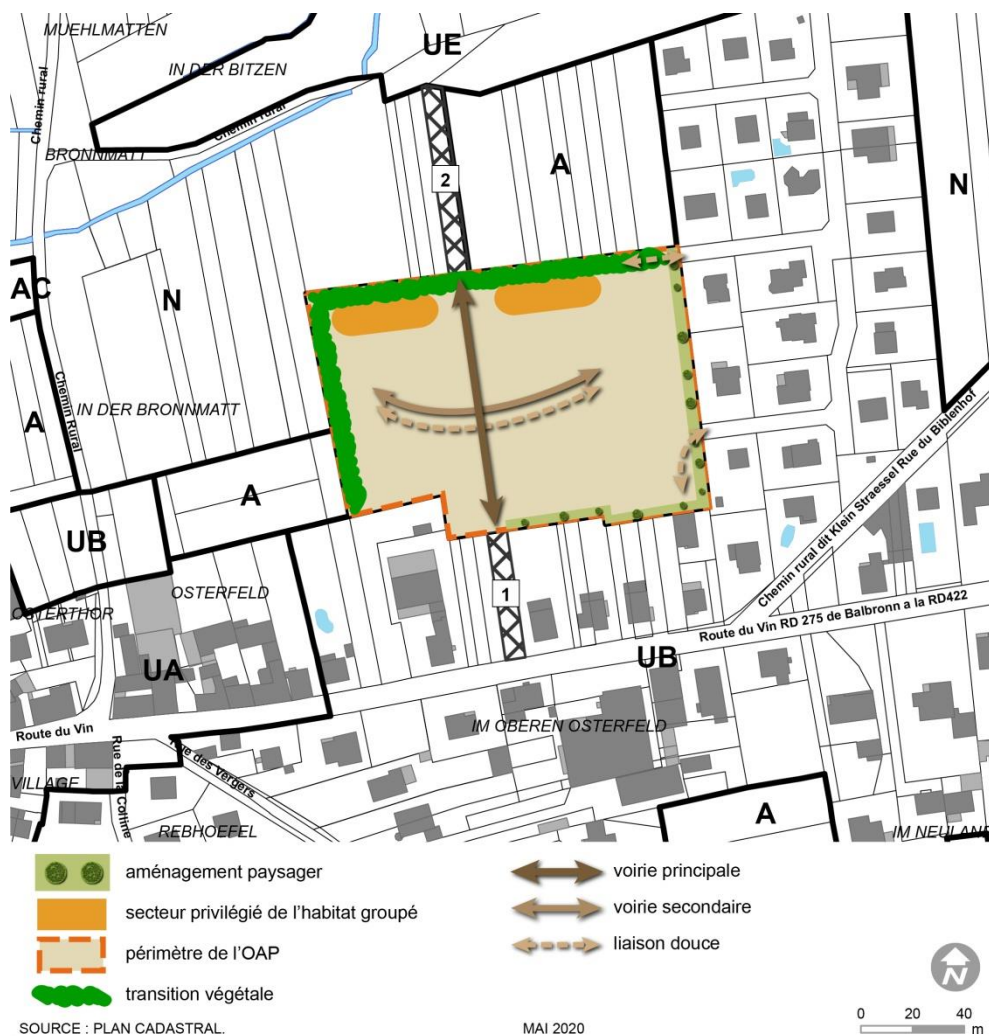 MUEHLMATTEN
UE
IN DER BITZEN
Chemin rural
Chemin rural
BRONNMATT
2
A
N
AC
N
Chemin Rural
IN DER BRONNMATT
A
A
UB
OSTERFELD
OSTERTHOR
1
Chemin rural dit Klein Straessel Rue du Biblenhof
Route du Vin RD 275 de Balbronn a la RD422
UA
UB
IM OBEREN OSTERFELD
Route du Vin
Rue des Vergers
Rue de la Colline
VILLAGE
REBHOEFEL
A
IM NEULAND
aménagement paysager
secteur privilégié de l'habitat groupé
périmètre de l'OAP
transition végétale
voirie principale
voirie secondaire
liaison douce
N
SOURCE : PLAN CADASTRAL.
MAI 2020
0 20 40
m